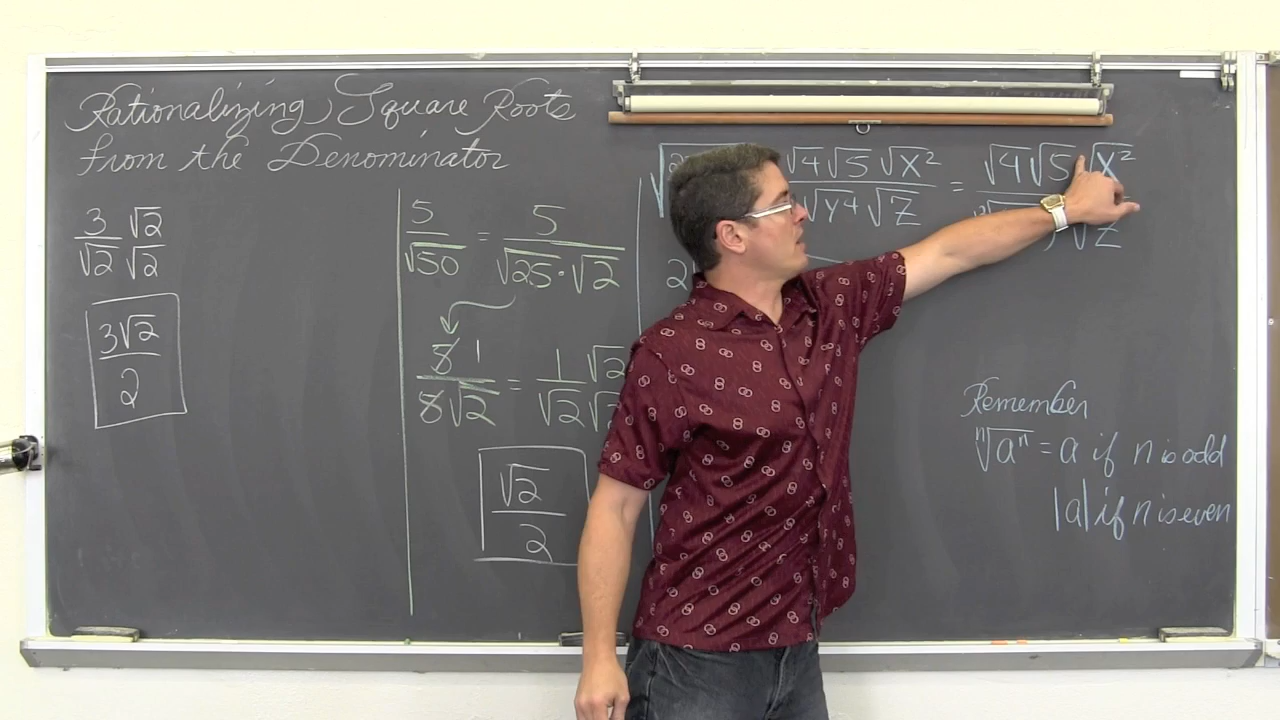 Rationalizing Square Roots
from the Denominator
3/√2 √2/√2
3√2/2
5/√50 = 5/(√25·√2)
5 1/5√2 = 1/√2 √2
√2/2
√4√5√x²/√y⁴√z = √4√5√x²/√z
2
Remember
ⁿ√aⁿ = a if n is odd
|a| if n is even